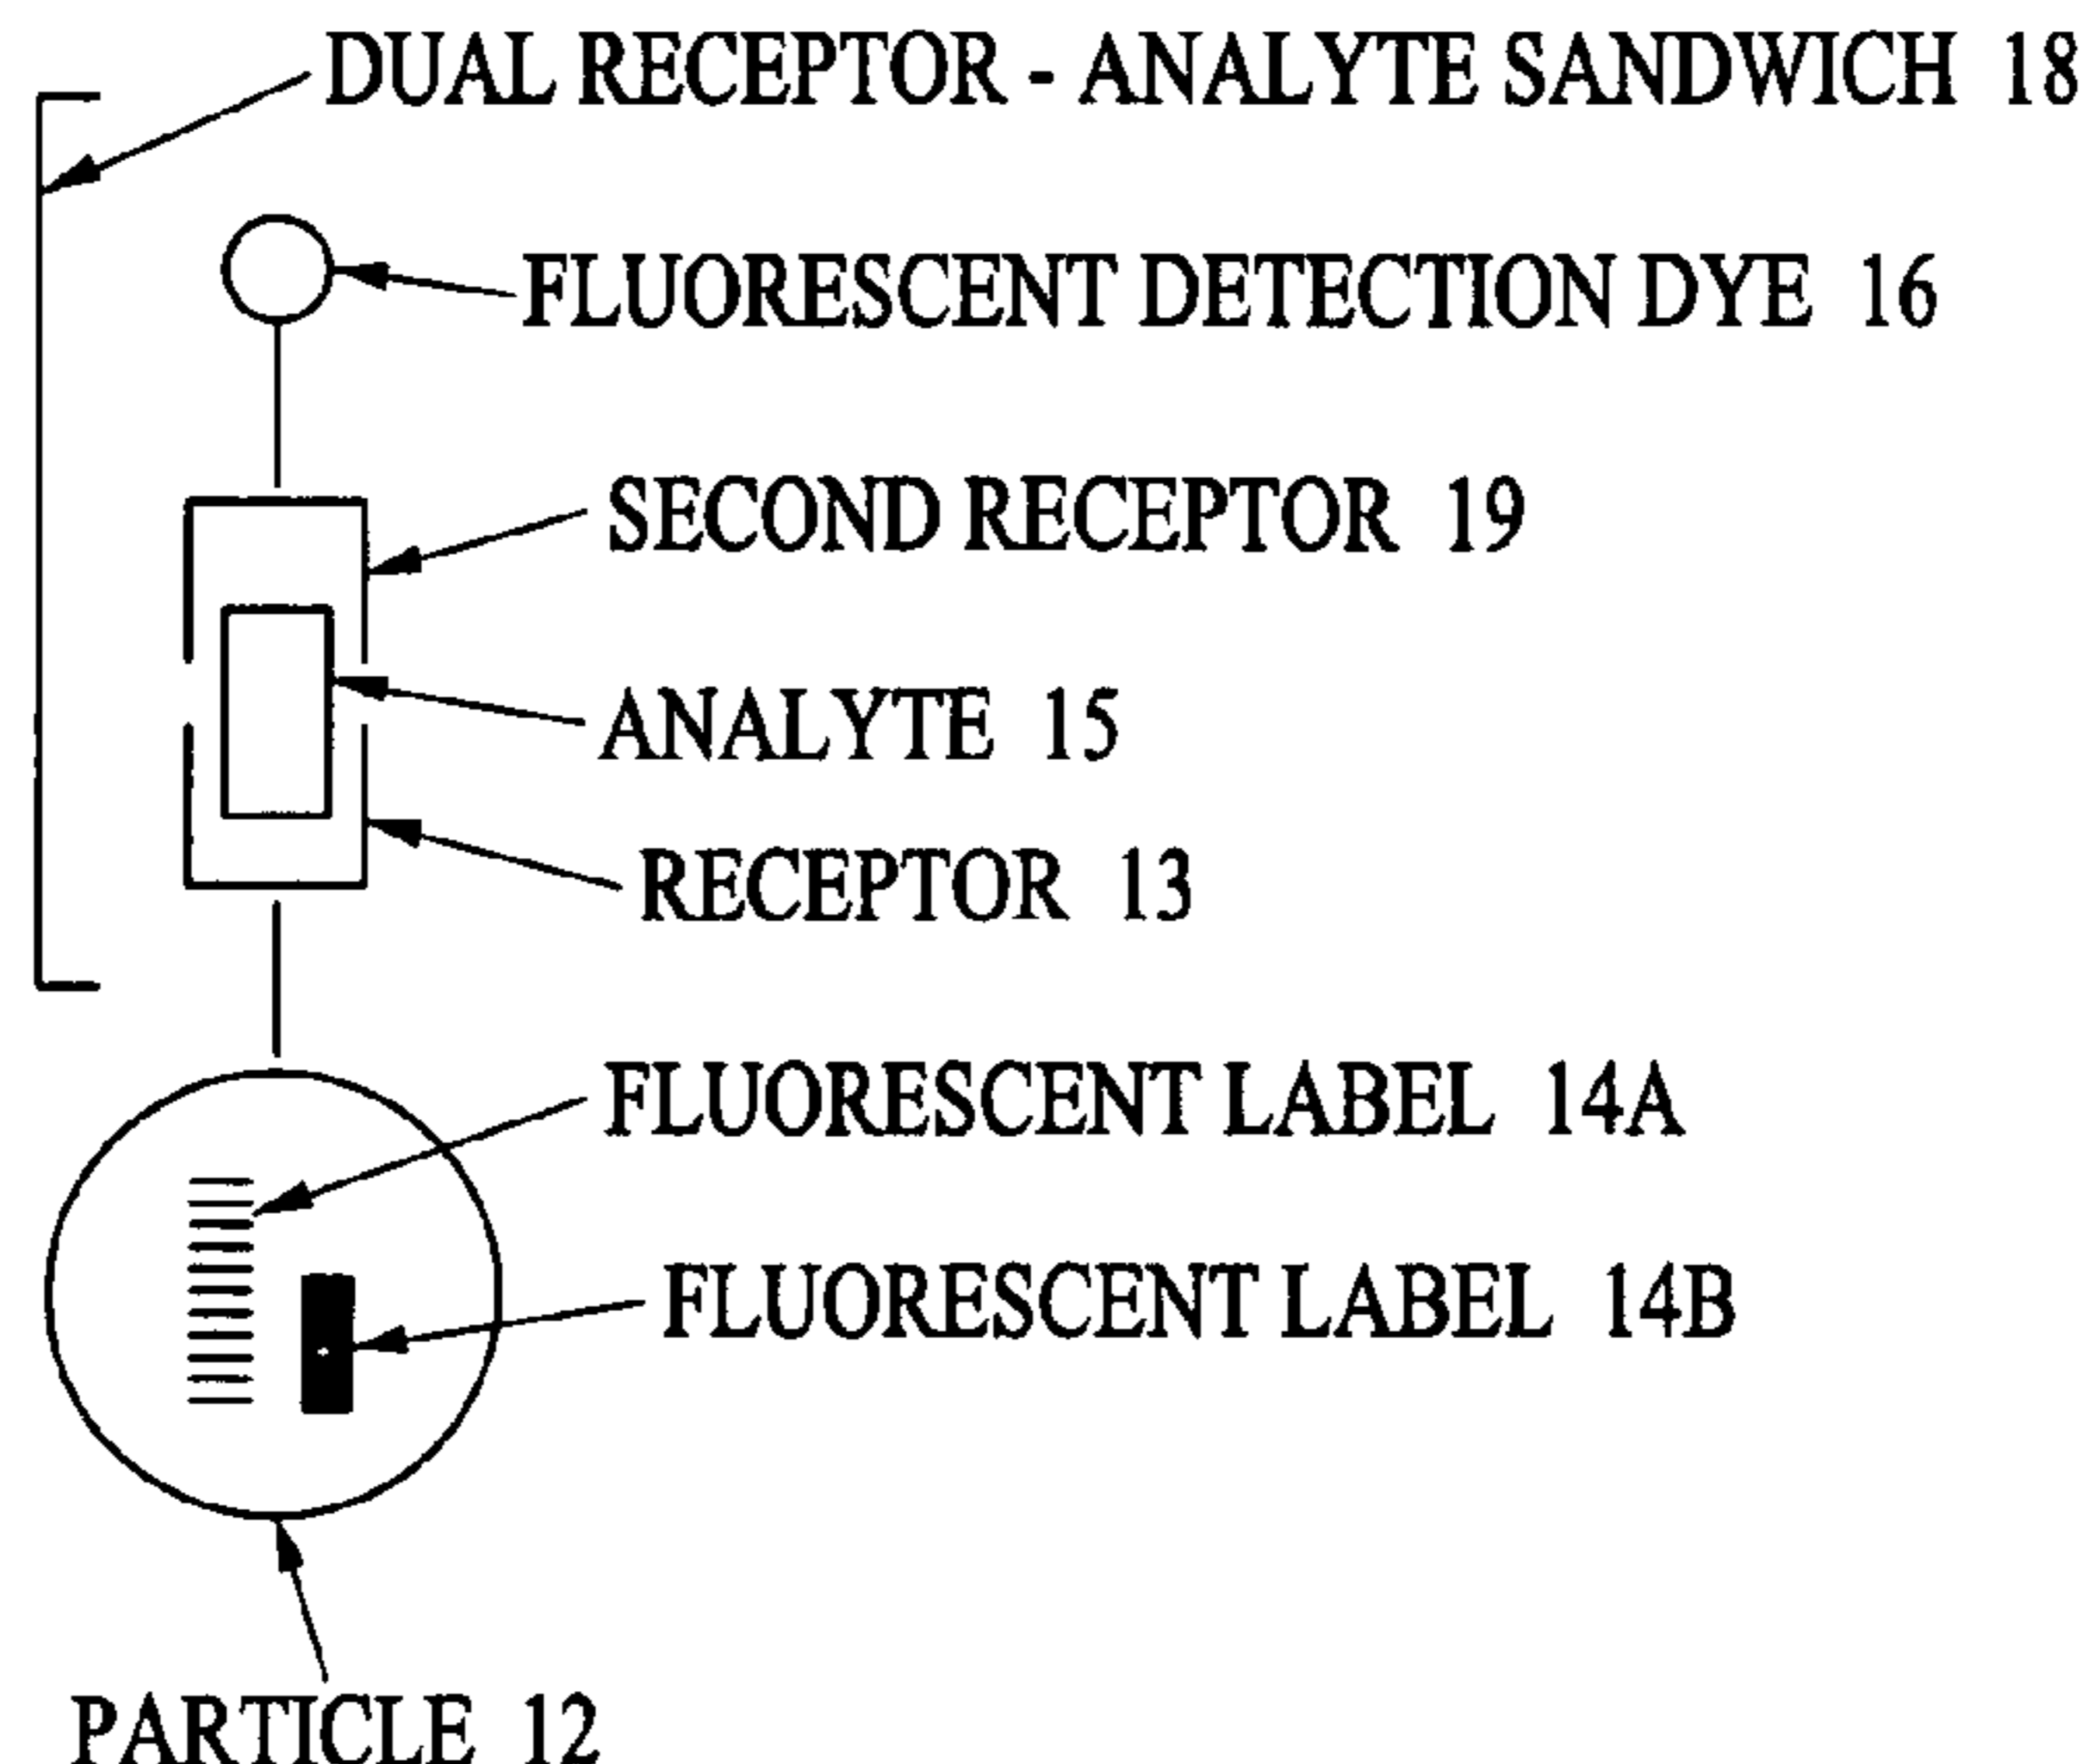 DUAL RECEPTOR - ANALYTE SANDWICH 18
FLUORESCENT DETECTION DYE 16
SECOND RECEPTOR 19
ANALYTE 15
RECEPTOR 13
FLUORESCENT LABEL 14A
FLUORESCENT LABEL 14B
PARTICLE 12